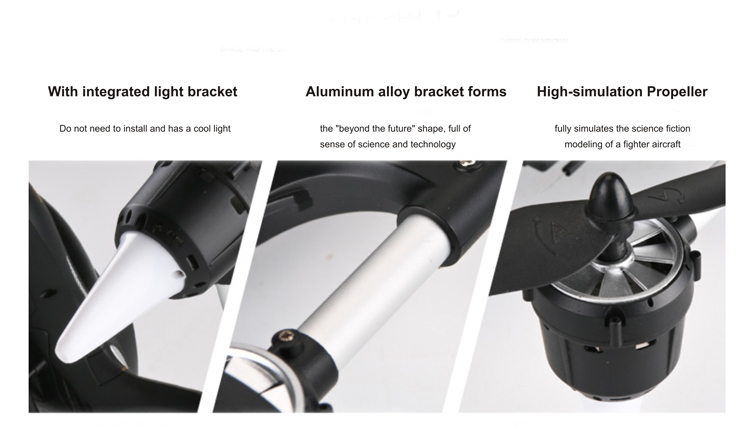 With integrated light bracket
Do not need to install and has a cool light
Aluminum alloy bracket forms
the "beyond the future" shape, full of
sense of science and technology
High-simulation Propeller
fully simulates the science fiction
modeling of a fighter aircraft
A